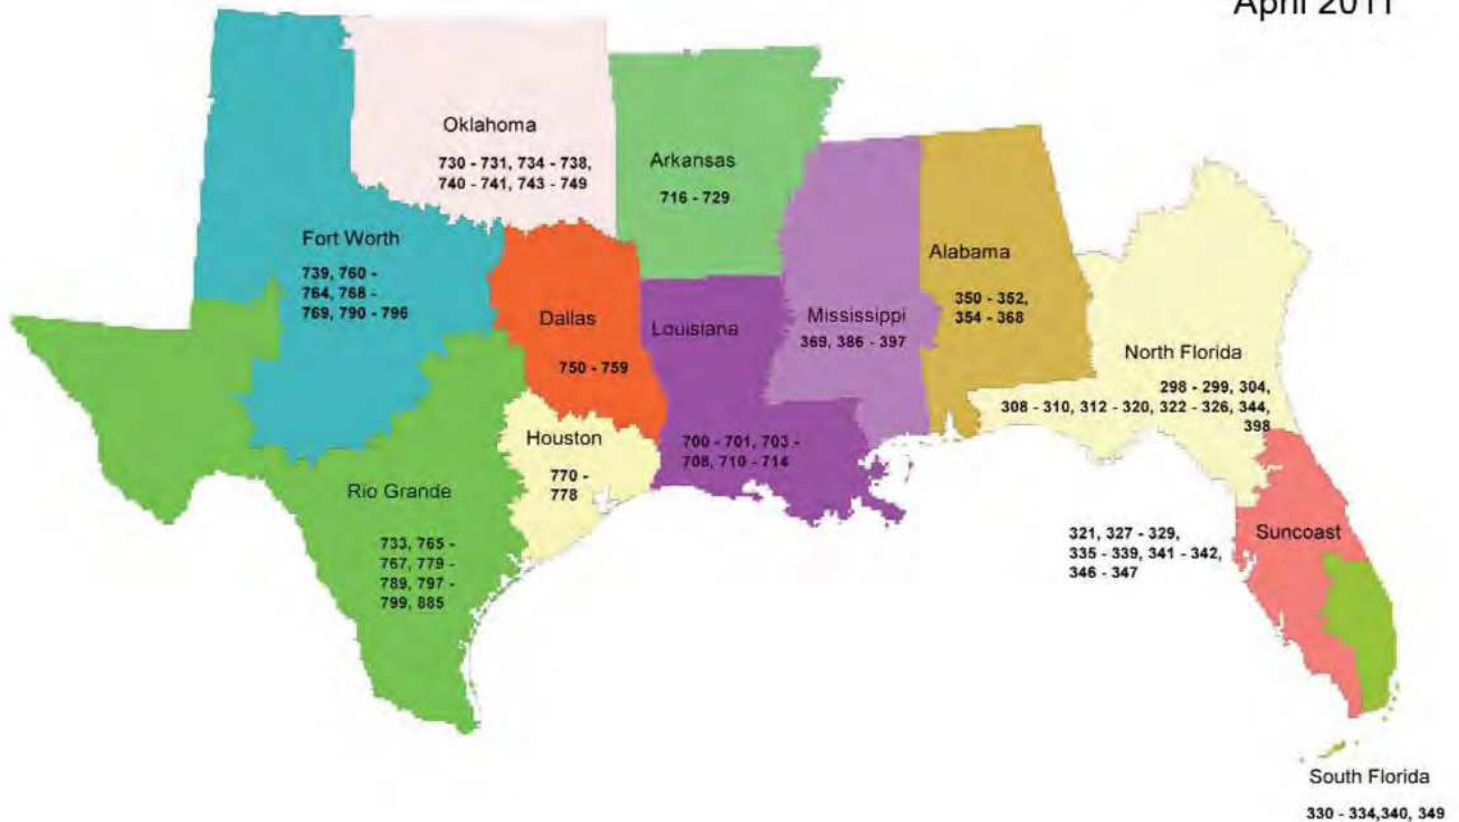 April 2011
Oklahoma
730 - 731, 734 - 738,
740 - 741, 743 - 749
Arkansas
716 - 729
Fort Worth
739, 760 -
764, 768 -
769, 790 - 796
Dallas
750 - 759
Louisiana
700 - 701, 703 -
708, 710 - 714
Mississippi
369, 386 - 397
Alabama
350 - 352,
354 - 368
North Florida
298 - 299, 304,
308 - 310, 312 - 320, 322 - 326, 344,
398
Houston
770 -
778
Rio Grande
733, 765 -
767, 779 -
789, 797 -
799, 885
Suncoast
321, 327 - 329,
335 - 339, 341 - 342,
346 - 347
South Florida
330 - 334,340, 349